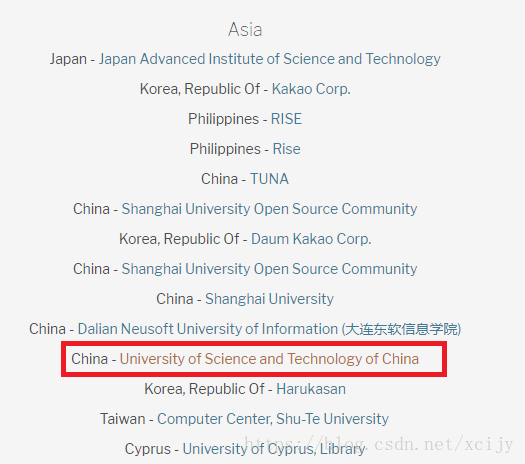 Asia
Japan - Japan Advanced Institute of Science and Technology
Korea, Republic Of - Kakao Corp.
Philippines - RISE
Philippines - Rise
China - TUNA
China - Shanghai University Open Source Community
Korea, Republic Of - Daum Kakao Corp.
China - Shanghai University Open Source Community
China - Shanghai University
China - Dalian Neusoft University of Information (大连东软信息学院)
China - University of Science and Technology of China
Korea, Republic Of - Harukasan
Taiwan - Computer Center, Shu-Te University
Cyprus - University of Cyprus, Library
https://blog.csdn.net/xcijy